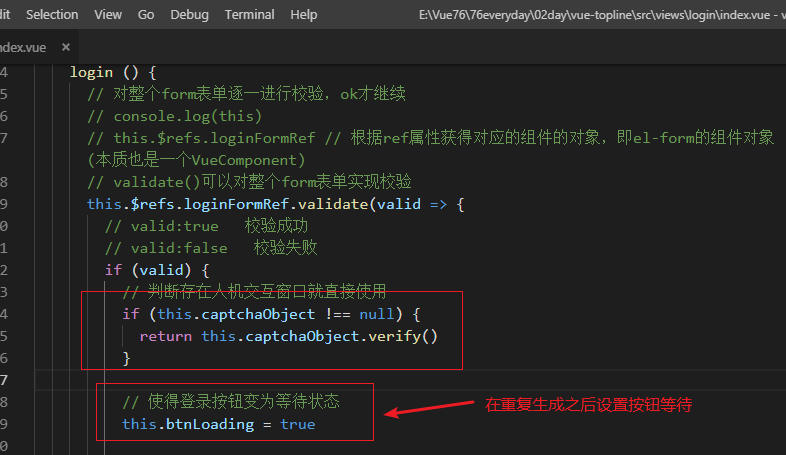 dit Selection View Go Debug Terminal Help E:\Vue76\76everyday\02day\vue-topline\src\views\login\index.vue - v
ndex.vue ×
4 login () {
5 // 对整个form表单逐一进行校验，ok才继续
6 // console.log(this)
7 // this.$refs.loginFormRef // 根据ref属性获得对应的组件的对象，即el-form的组件对象
(本质也是一个VueComponent)
8 // validate()可以对整个form表单实现校验
9 this.$refs.loginFormRef.validate(valid => {
0 // valid:true 校验成功
1 // valid:false 校验失败
2 if (valid) {
3 // 判断存在人机交互窗口就直接使用
4 if (this.captchaObject !== null) {
5 return this.captchaObject.verify()
6 }
7
8 // 使得登录按钮变为等待状态
9 this.btnLoading = true
0
在重复生成之后设置按钮等待